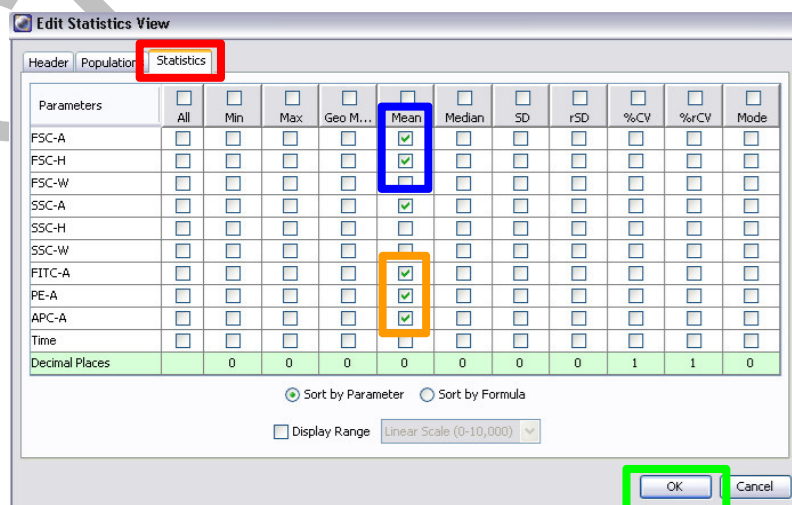 Edit Statistics View
Header Population Statistics
Parameters All Min Max Geo M... Mean Median SD rSD %CV %rCV Mode
FSC-A
FSC-H
FSC-W
SSC-A
SSC-H
SSC-W
FITC-A
PE-A
APC-A
Time
Decimal Places 0 0 0 0 0 0 0 1 1 0
Sort by Parameter Sort by Formula
Display Range Linear Scale (0-10,000)
OK Cancel